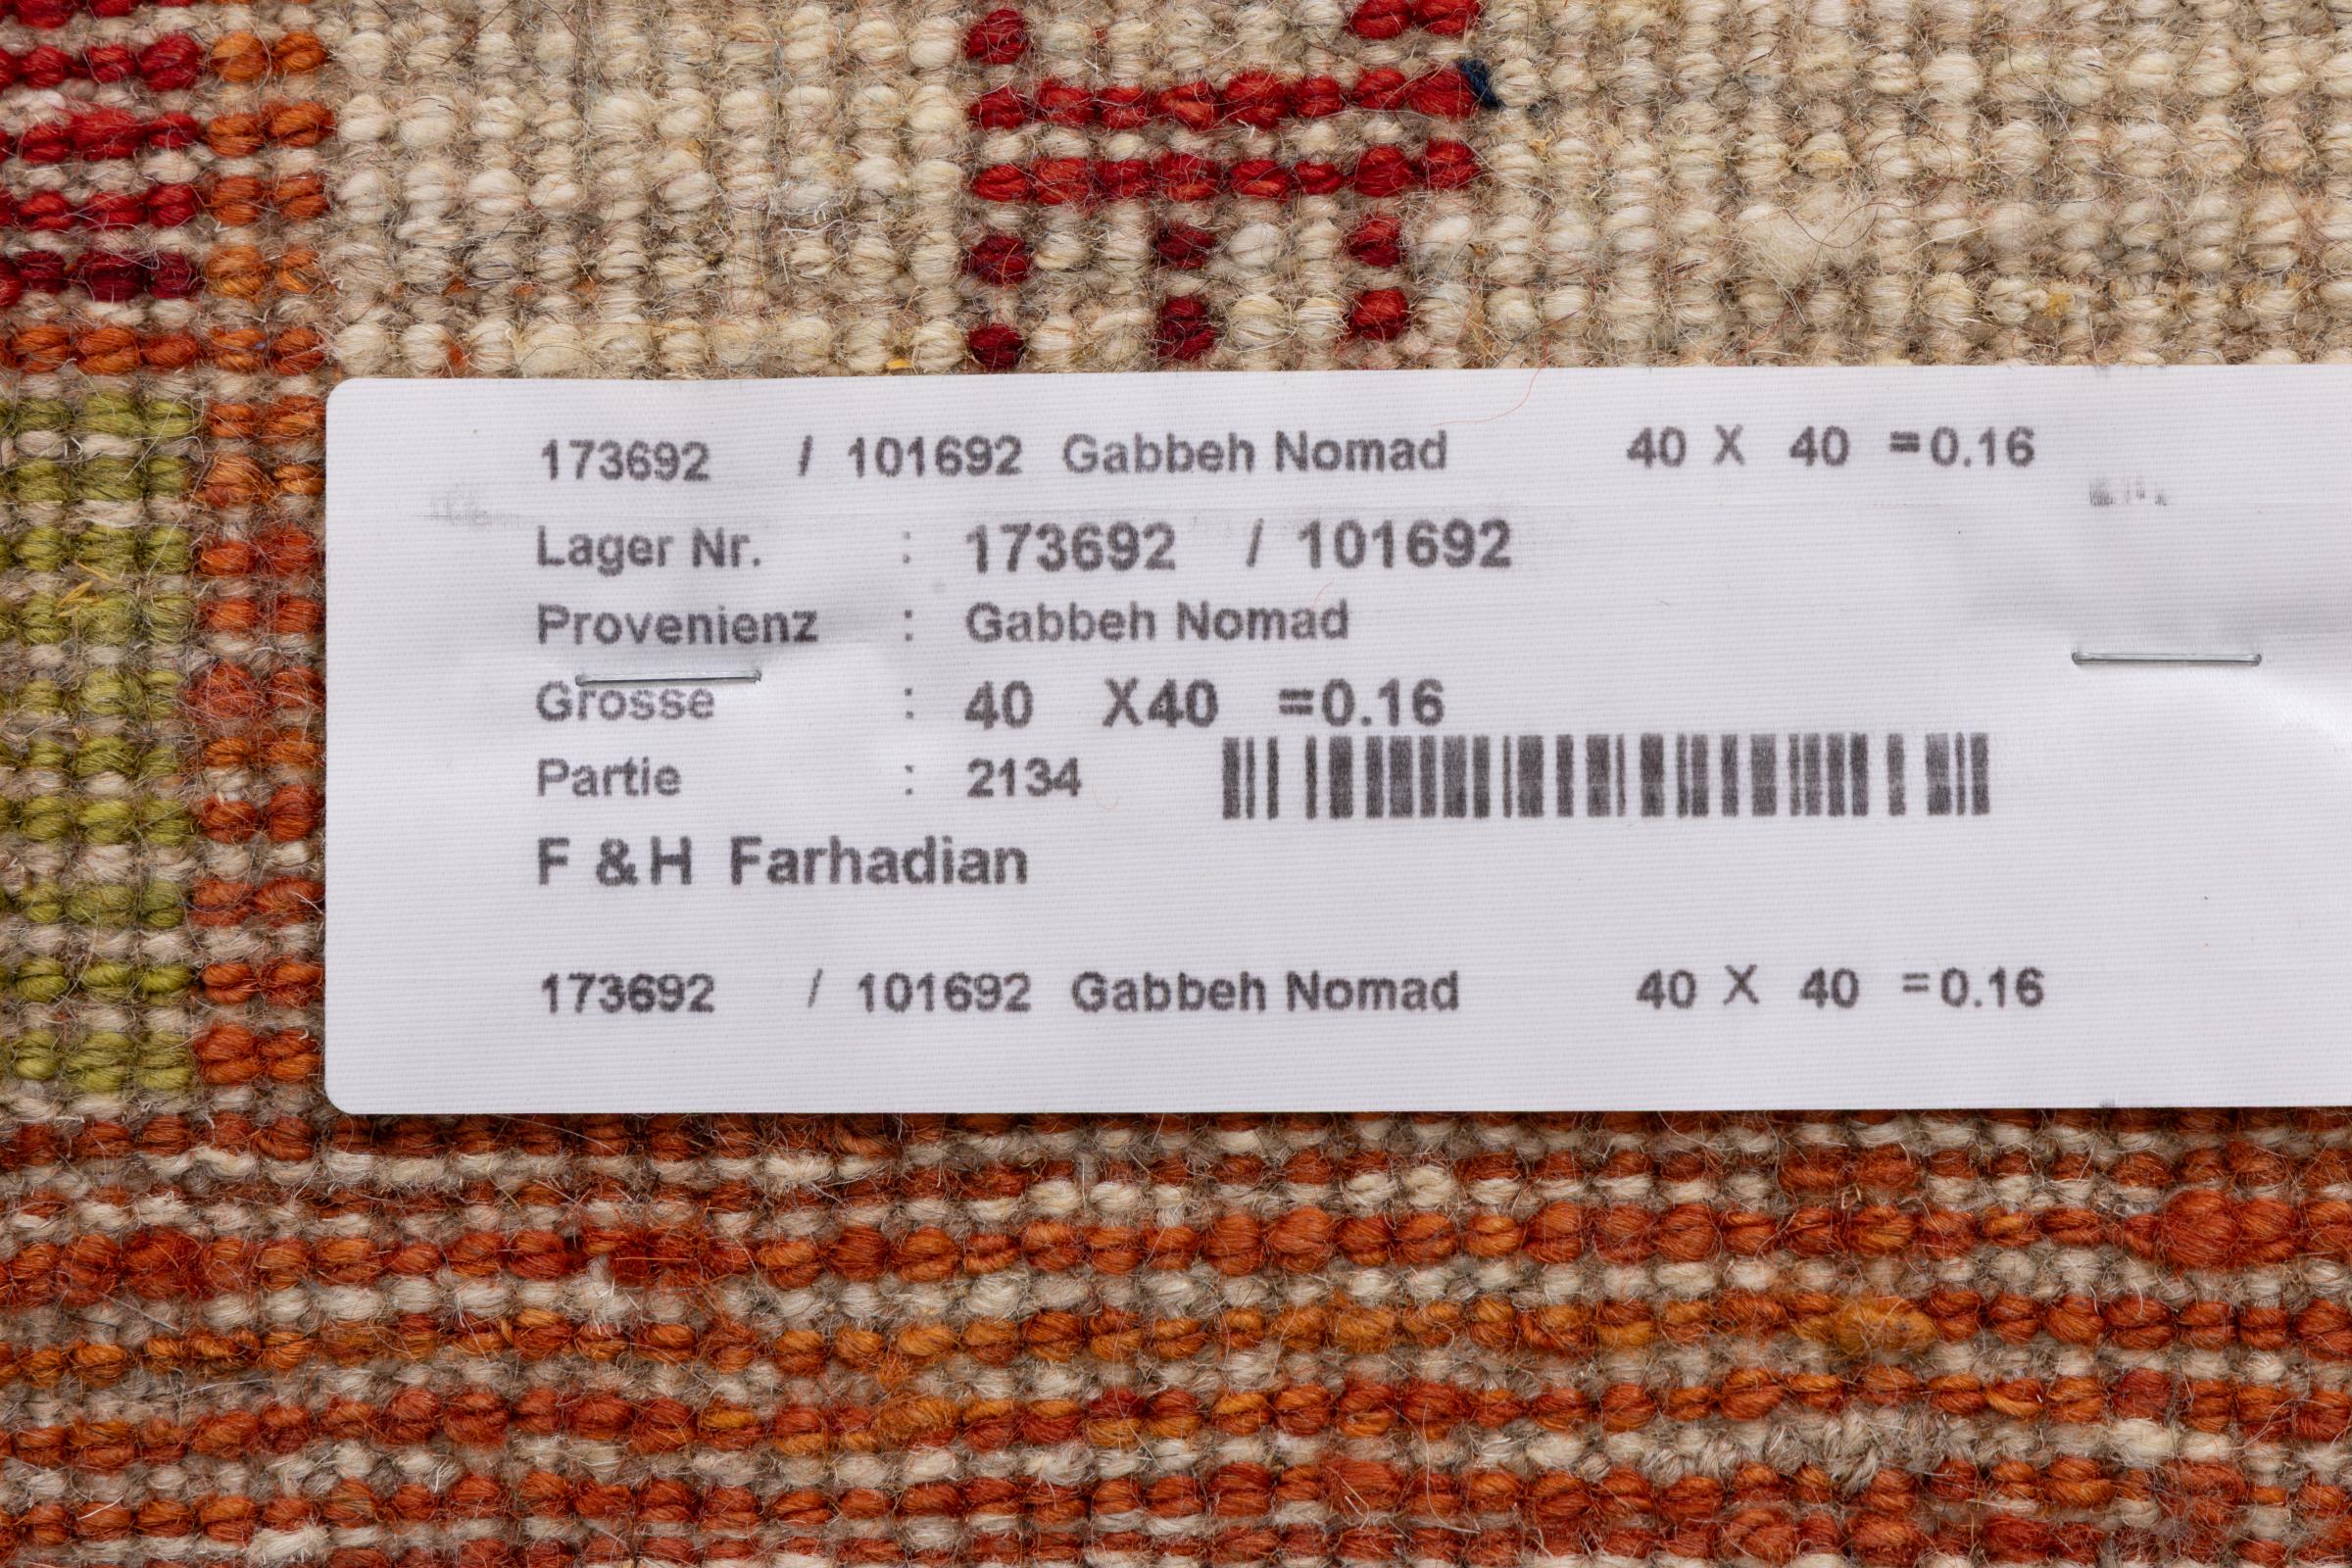 173692 / 101692 Gabbeh Nomad 40 X 40 =0.16
Lager Nr. : 173692 / 101692
Provenienz : Gabbeh Nomad
Grosse : 40 X40 =0.16
Partie : 2134
F &H Farhadian
173692 / 101692 Gabbeh Nomad 40 X 40 =0.16